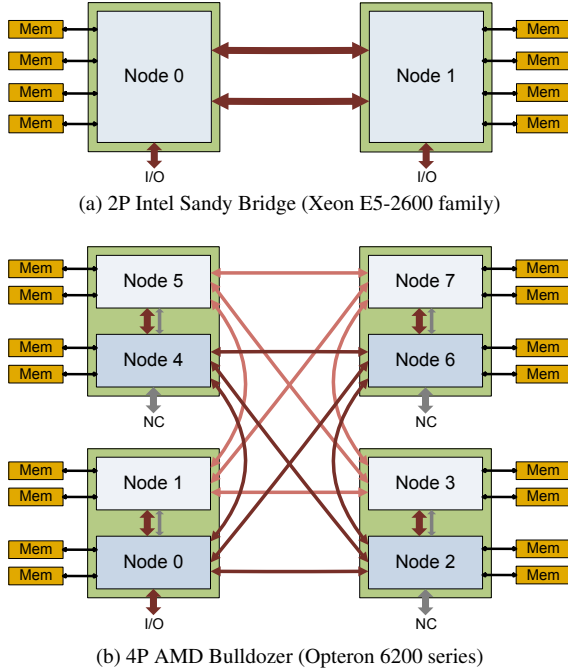 Mem
Mem
Mem
Mem
Node 0
Node 1
Mem
Mem
Mem
Mem
I/O
I/O
(a) 2P Intel Sandy Bridge (Xeon E5-2600 family)
Mem
Mem
Node 5
Node 7
Mem
Mem
Mem
Mem
Node 4
Node 6
Mem
Mem
NC
NC
Mem
Mem
Node 1
Node 3
Mem
Mem
Mem
Mem
Node 0
Node 2
Mem
Mem
I/O
NC
(b) 4P AMD Bulldozer (Opteron 6200 series)